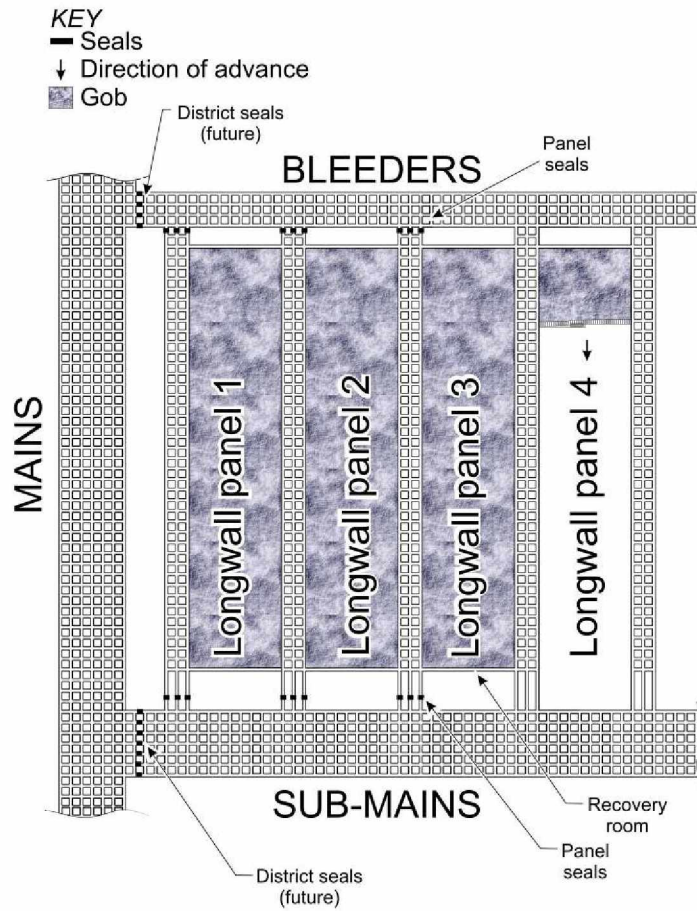 KEY
Seals
Direction of advance
Gob
District seals
(future)
Panel
seals
BLEEDERS
MAINS
Longwall panel 1
Longwall panel 2
Longwall panel 3
Longwall panel 4
SUB-MAINS
Recovery
room
Panel
seals
District seals
(future)